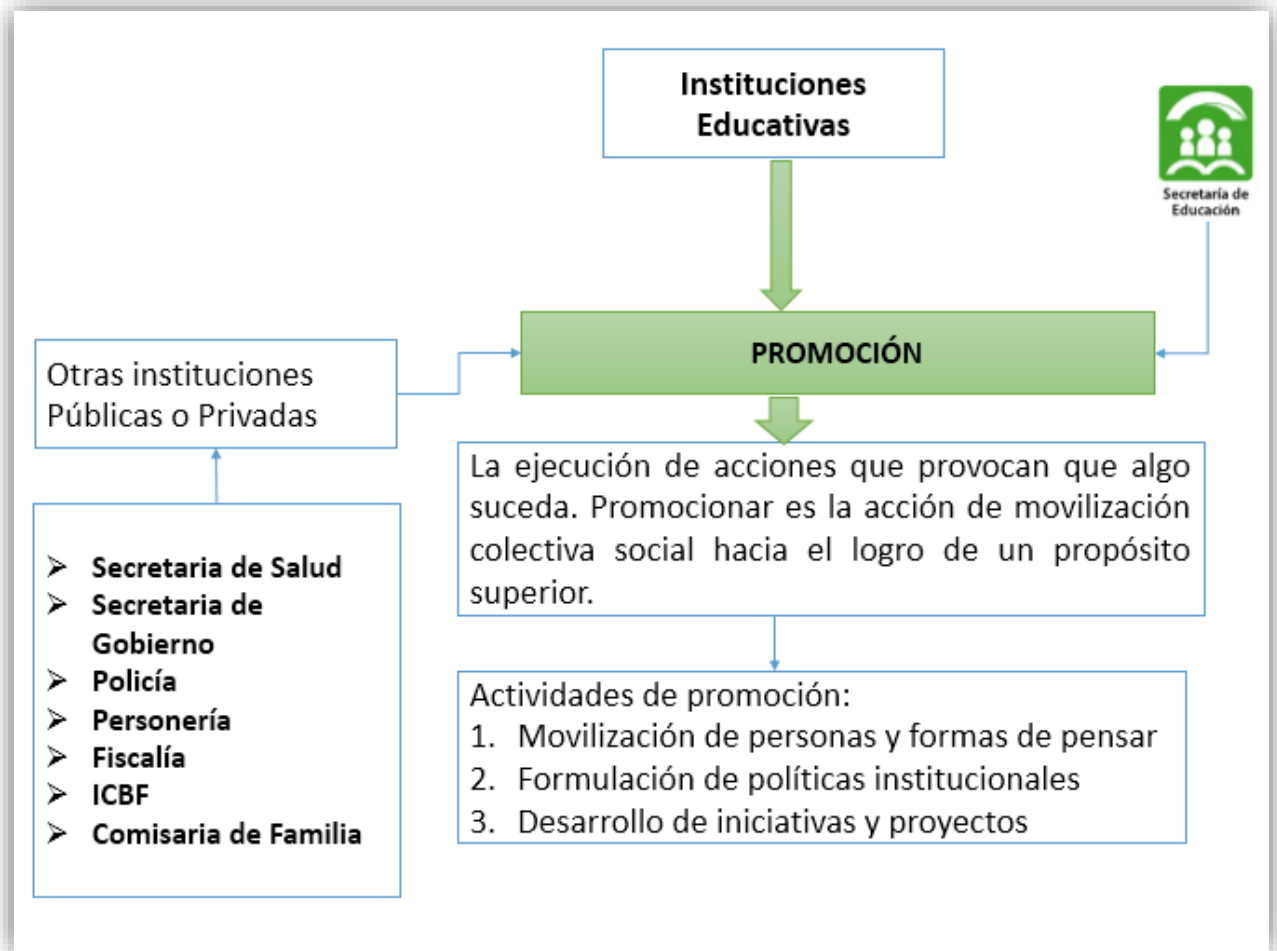 Instituciones
Educativas
Secretaría de
Educación
PROMOCIÓN
Otras instituciones
Públicas o Privadas
La ejecución de acciones que provocan que algo
suceda. Promocionar es la acción de movilización
colectiva social hacia el logro de un propósito
superior.
➢ Secretaria de Salud
➢ Secretaria de
Gobierno
➢ Policía
➢ Personería
➢ Fiscalía
➢ ICBF
➢ Comisaria de Familia
Actividades de promoción:
1. Movilización de personas y formas de pensar
2. Formulación de políticas institucionales
3. Desarrollo de iniciativas y proyectos